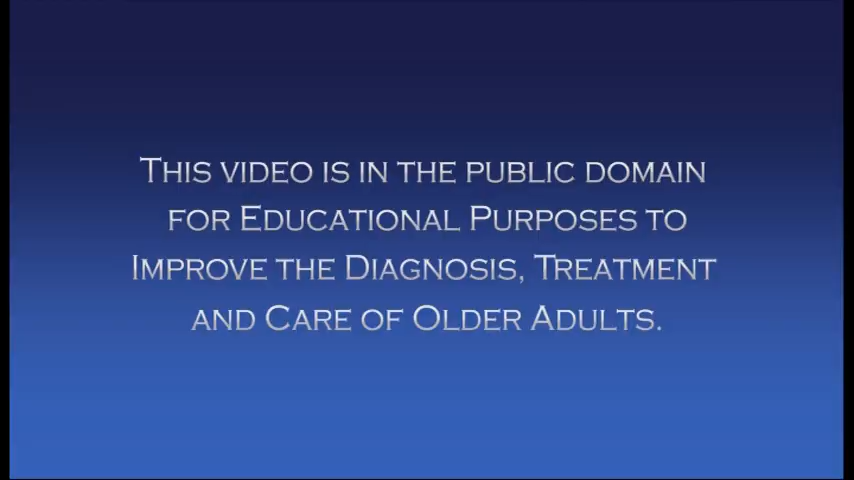 This video is in the public domain
for Educational Purposes to
Improve the Diagnosis, Treatment
and Care of Older Adults.